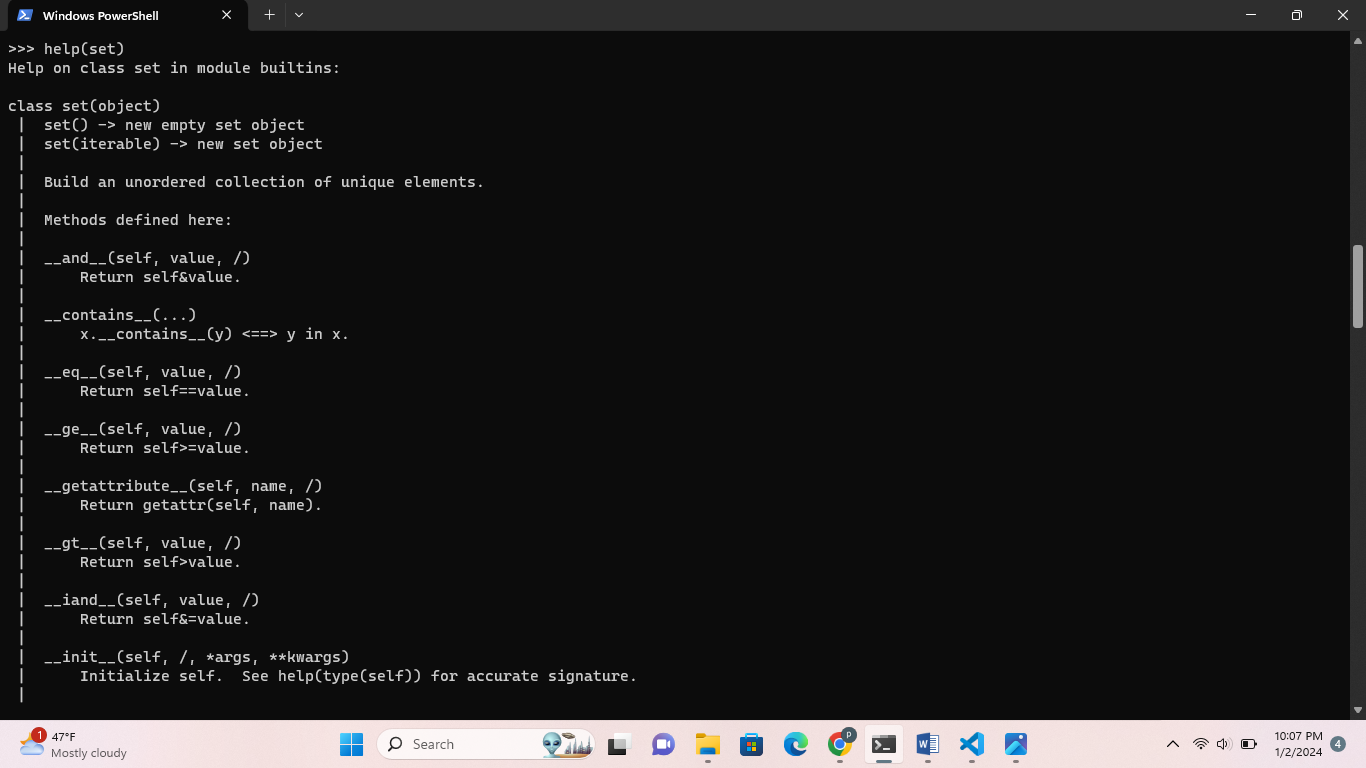 Windows PowerShell
>>> help(set)
Help on class set in module builtins:
class set(object)
 |  set() -> new empty set object
 |  set(iterable) -> new set object
 |
 |  Build an unordered collection of unique elements.
 |
 |  Methods defined here:
 |
 |  __and__(self, value, /)
 |      Return self&value.
 |
 |  __contains__(...)
 |      x.__contains__(y) <==> y in x.
 |
 |  __eq__(self, value, /)
 |      Return self==value.
 |
 |  __ge__(self, value, /)
 |      Return self>=value.
 |
 |  __getattribute__(self, name, /)
 |      Return getattr(self, name).
 |
 |  __gt__(self, value, /)
 |      Return self>value.
 |
 |  __iand__(self, value, /)
 |      Return self&=value.
 |
 |  __init__(self, /, *args, **kwargs)
 |      Initialize self.  See help(type(self)) for accurate signature.
 |
1
47°F
Mostly cloudy
Search
P
W
10:07 PM
1/2/2024
4